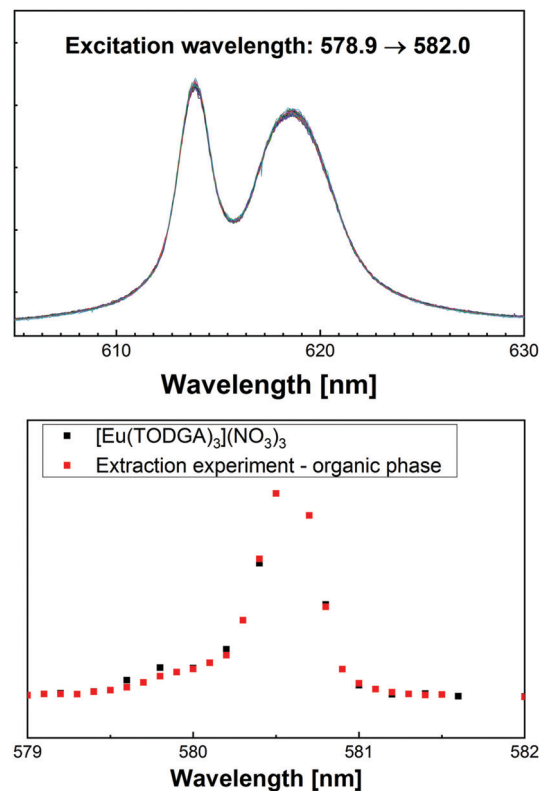 Excitation wavelength: 578.9 → 582.0
610 620 630
Wavelength [nm]
[Eu(TODGA)₃](NO₃)₃
Extraction experiment - organic phase
579 580 581 582
Wavelength [nm]